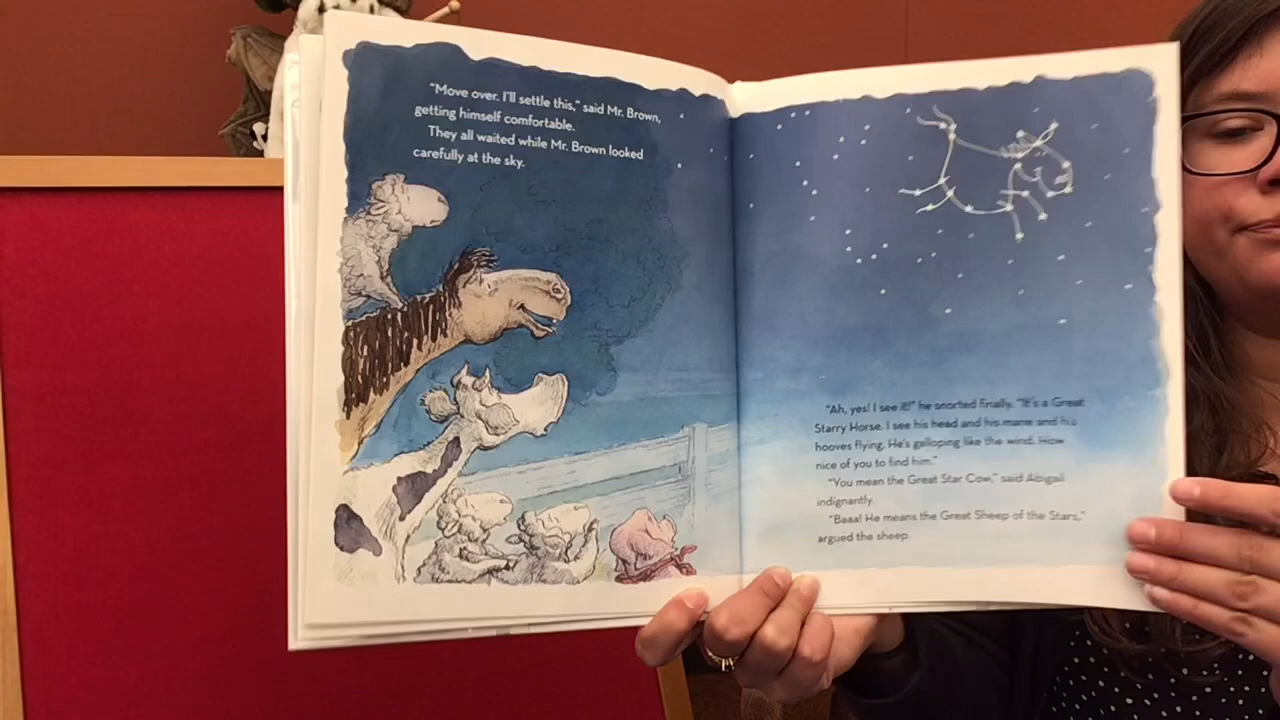 "Move over. I'll settle this," said Mr. Brown,
getting himself comfortable.
They all waited while Mr. Brown looked
carefully at the sky.
"Ah, yes! I see it!" he snorted finally. "It's a Great
Starry Horse. I see his head and his mane and his
hooves flying. He's galloping like the wind. How
nice of you to find him."
"You mean the Great Star Cow," said Abigail
indignantly.
"Baaa! He means the Great Sheep of the Stars,"
argued the sheep.